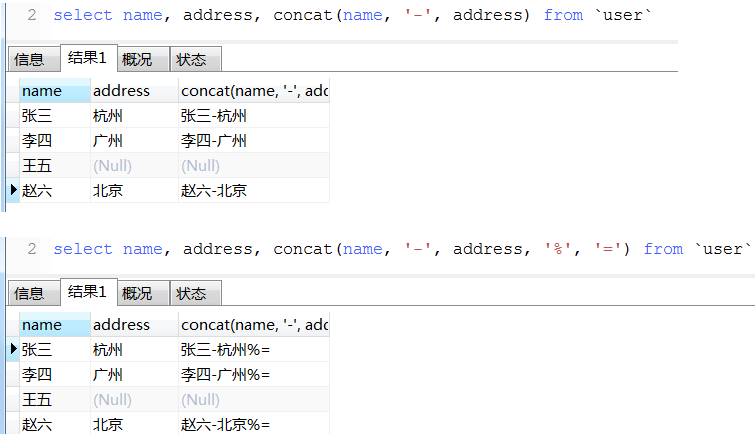 2 select name, address, concat(name, '-', address) from `user`
信息 结果1 概况 状态
name address concat(name, '-', add
张三 杭州 张三-杭州
李四 广州 李四-广州
王五 (Null) (Null)
赵六 北京 赵六-北京
2 select name, address, concat(name, '-', address, '%', '=') from `user`
信息 结果1 概况 状态
name address concat(name, '-', add
张三 杭州 张三-杭州%=
李四 广州 李四-广州%=
王五 (Null) (Null)
赵六 北京 赵六-北京%=